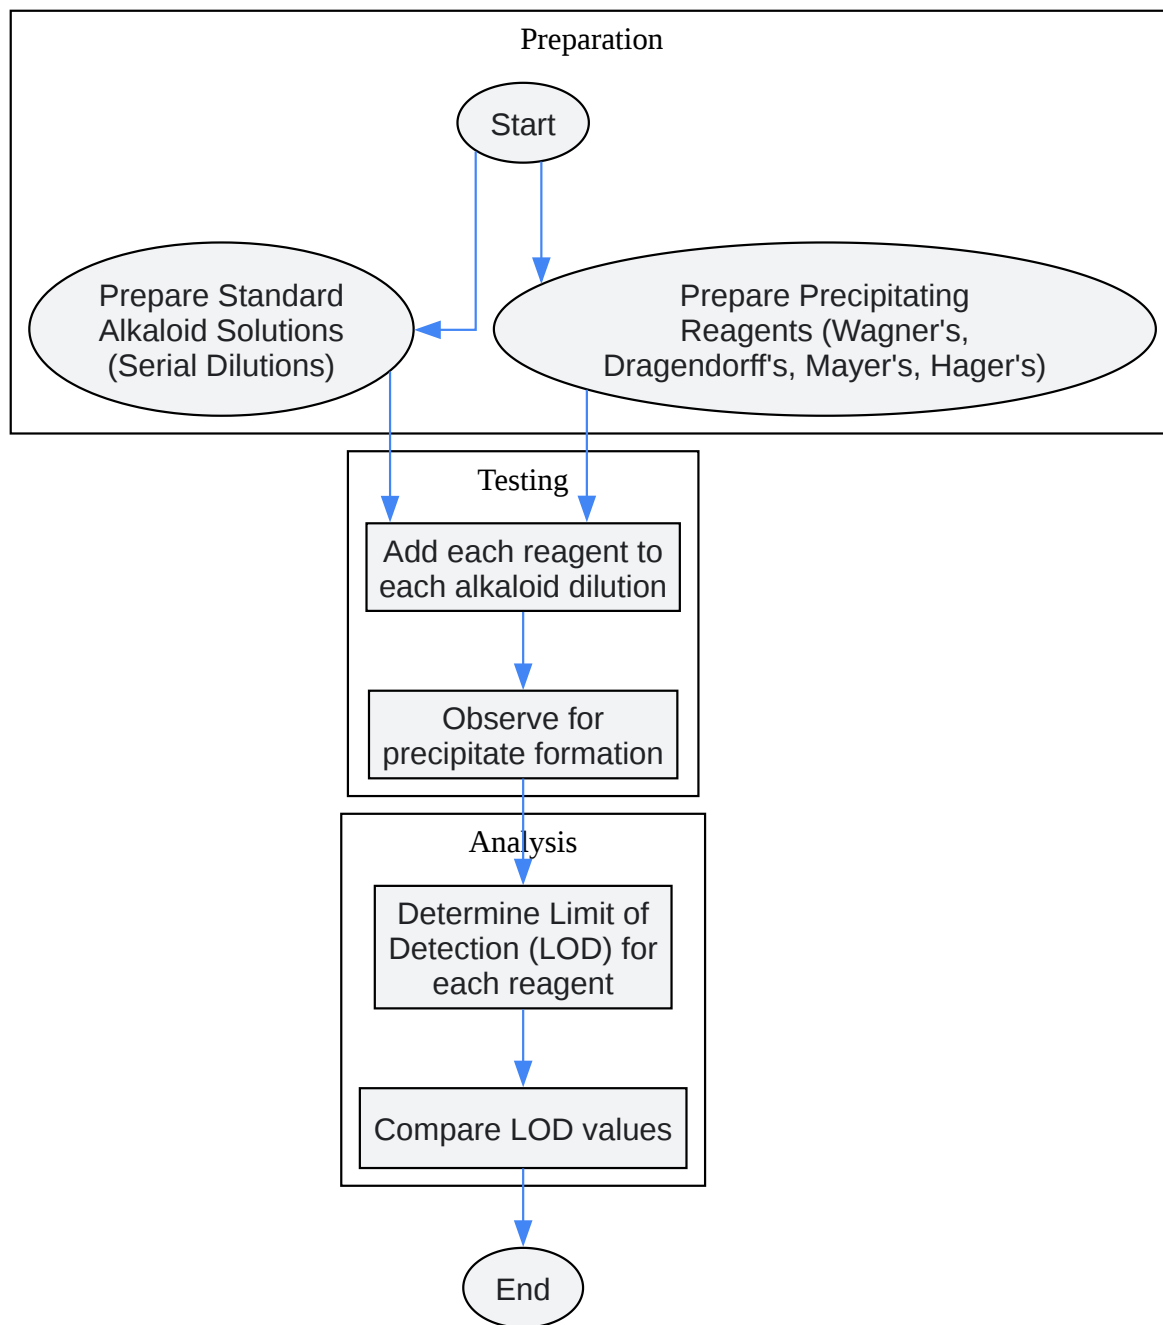 Preparation
Start
Prepare Standard
Alkaloid Solutions
(Serial Dilutions)
Prepare Precipitating
Reagents (Wagner's,
Dragendorff's, Mayer's, Hager's)
Testing
Add each reagent to
each alkaloid dilution
Observe for
precipitate formation
Analysis
Determine Limit of
Detection (LOD) for
each reagent
Compare LOD values
End